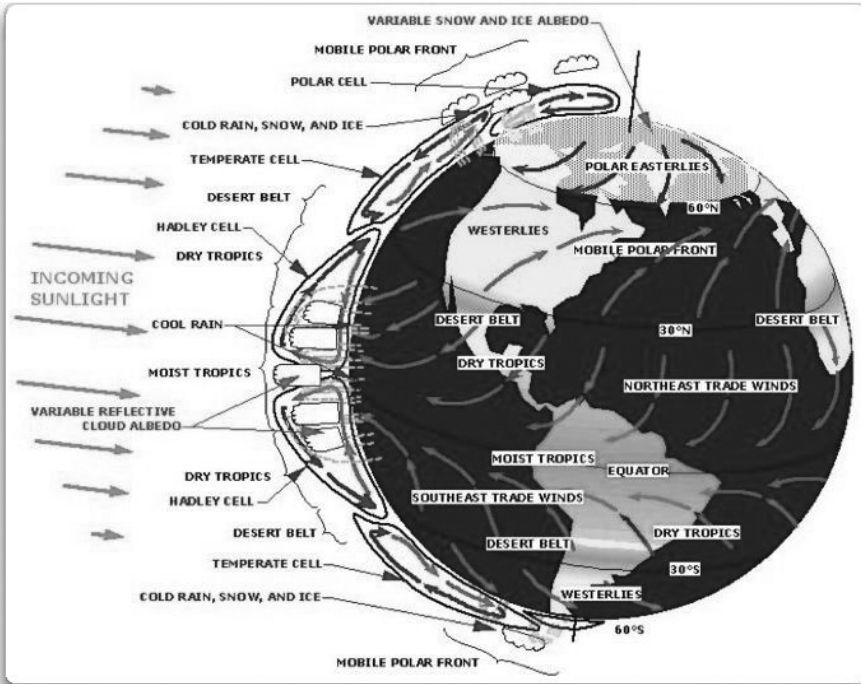 VARIABLE SNOW AND ICE ALBEDO
MOBILE POLAR FRONT
POLAR CELL
COLD RAIN, SNOW, AND ICE
TEMPERATE CELL
DESERT BELT
HADLEY CELL
DRY TROPICS
INCOMING
SUNLIGHT
COOL RAIN
MOIST TROPICS
VARIABLE REFLECTIVE
CLOUD ALBEDO
DRY TROPICS
HADLEY CELL
DESERT BELT
TEMPERATE CELL
COLD RAIN, SNOW, AND ICE
MOBILE POLAR FRONT
POLAR EASTERLIES
60°N
WESTERLIES
MOBILE POLAR FRONT
DESERT BELT
30°N
DESERT BELT
DRY TROPICS
NORTHEAST TRADE WINDS
MOIST TROPICS
EQUATOR
SOUTHEAST TRADE WINDS
DRY TROPICS
DESERT BELT
30°S
WESTERLIES
60°S